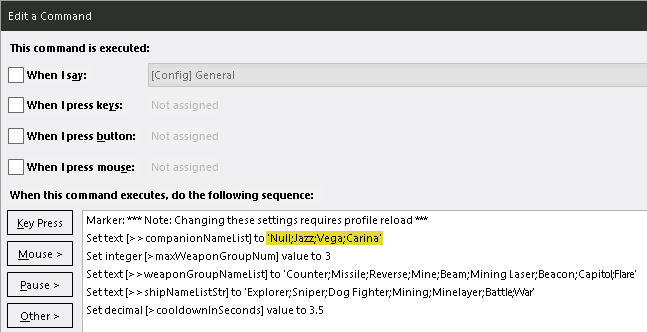 Edit a Command
This command is executed:
When I say: [Config] General
When I press keys: Not assigned
When I press button: Not assigned
When I press mouse: Not assigned
When this command executes, do the following sequence:
Key Press
Mouse >
Pause >
Other >
Marker: *** Note: Changing these settings requires profile reload ***
Set text [>>companionNameList] to 'Null;Jazz;Vega;Carina'
Set integer [>maxWeaponGroupNum] value to 3
Set text [>>weaponGroupNameList] to 'Counter;Missile;Reverse;Mine;Beam;Mining Laser;Beacon;Capitol;Flare'
Set text [>>shipNameListStr] to 'Explorer;Sniper;Dog Fighter;Mining;Minelayer;Battle;War'
Set decimal [>cooldownInSeconds] value to 3.5